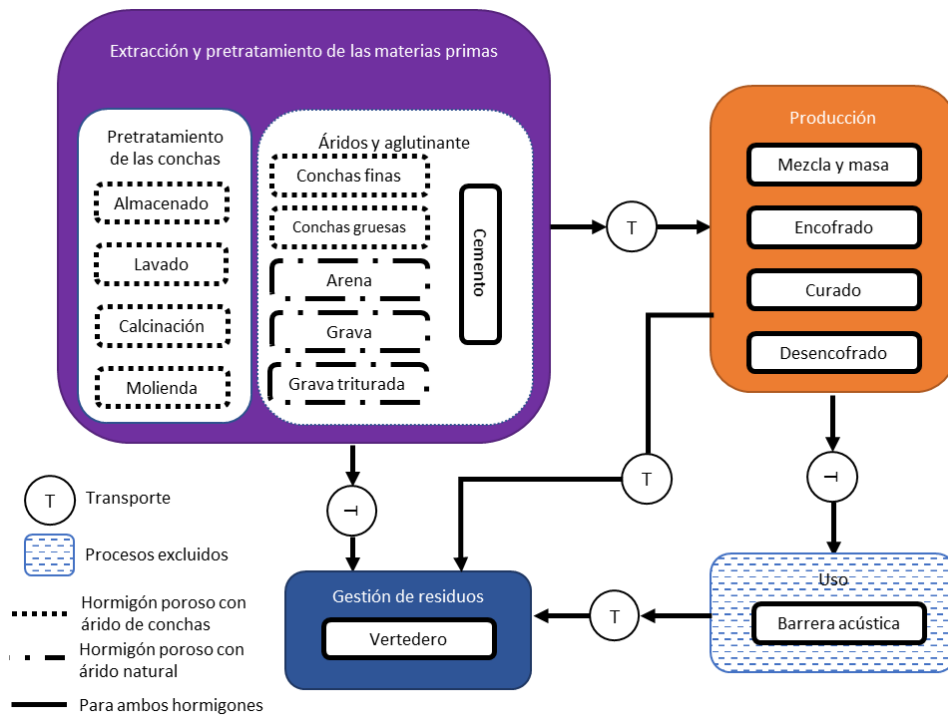 Extracción y pretratamiento de las materias primas
Pretratamiento
de las conchas
Almacenado
Lavado
Calcinación
Molienda
Áridos y aglutinante
Conchas finas
Conchas gruesas
Arena
Grava
Grava triturada
Cemento
T
Producción
Mezcla y masa
Encofrado
Curado
Desencofrado
T
T
T
Uso
Barrera acústica
T
Gestión de residuos
Vertedero
T
Transporte
Procesos excluidos
Hormigón poroso con
árido de conchas
Hormigón poroso con
árido natural
Para ambos hormigones